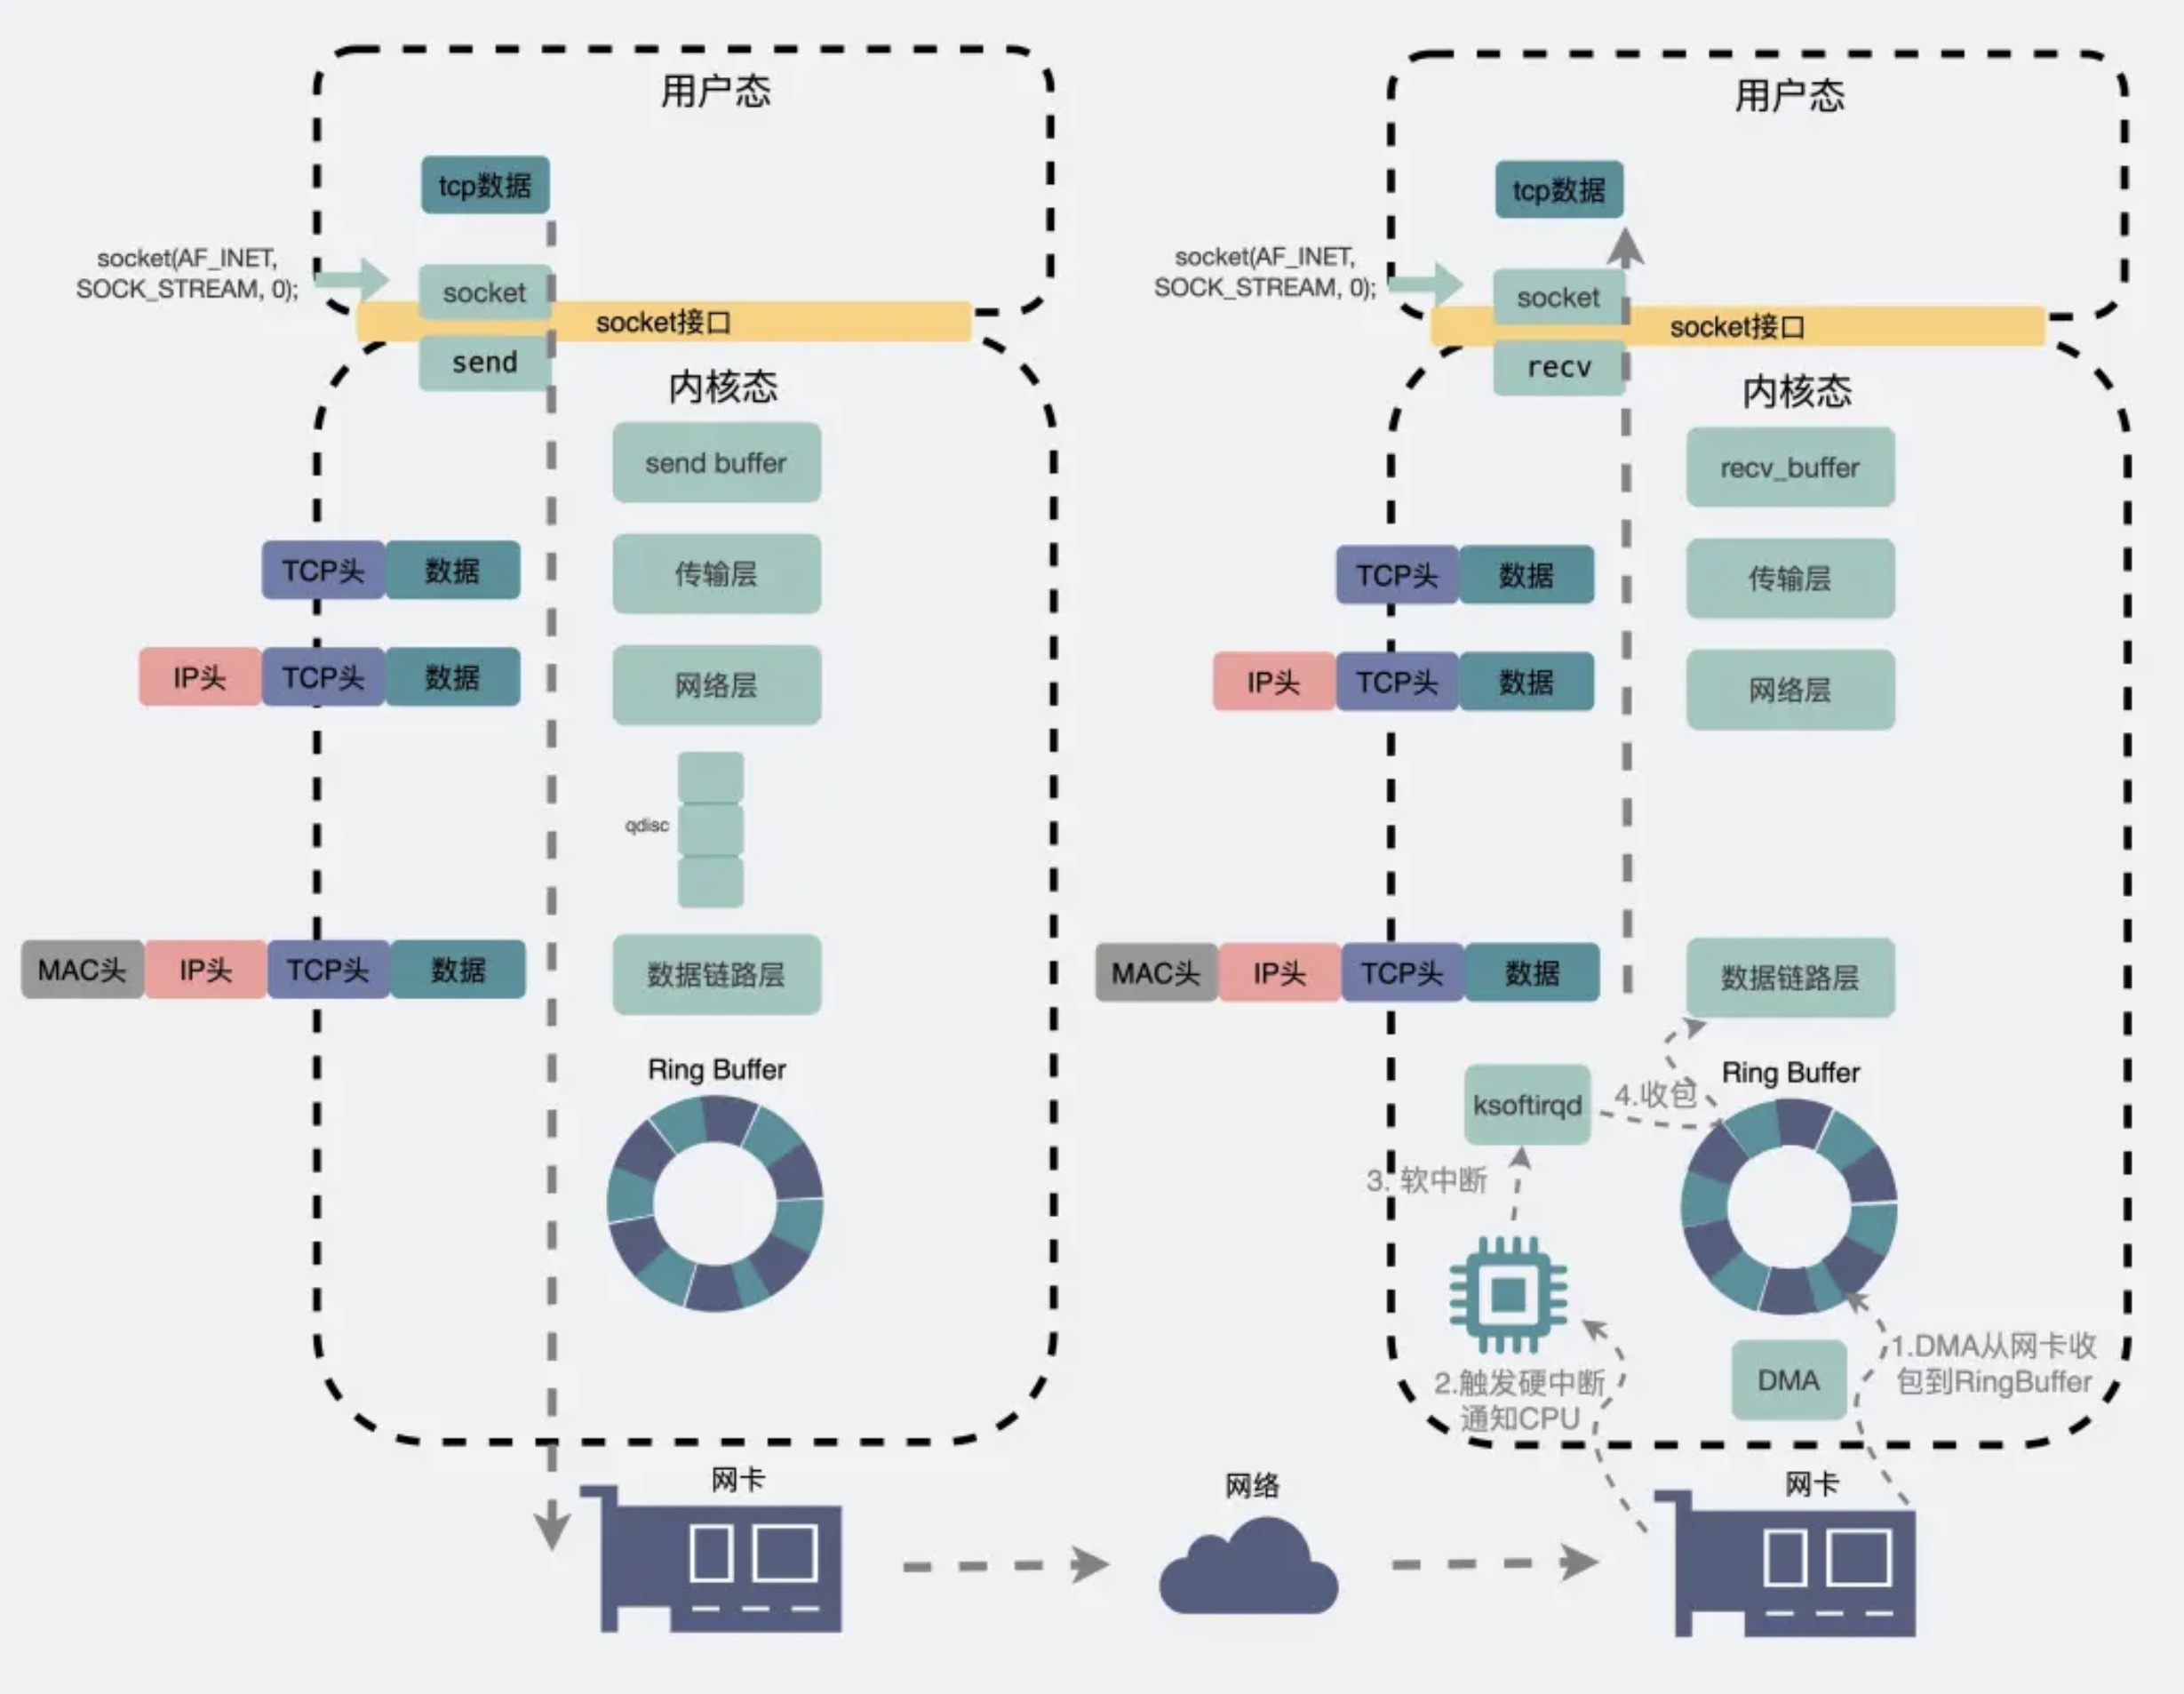 用户态
tcp数据
socket(AF_INET,
SOCK_STREAM, 0);
socket
socket接口
send
内核态
send buffer
TCP头 数据
传输层
IP头 TCP头 数据
网络层
qdisc
MAC头 IP头 TCP头 数据
数据链路层
Ring Buffer
网卡
网络
用户态
tcp数据
socket(AF_INET,
SOCK_STREAM, 0);
socket
socket接口
recv
内核态
recv_buffer
TCP头 数据
传输层
IP头 TCP头 数据
网络层
MAC头 IP头 TCP头 数据
数据链路层
Ring Buffer
ksoftirqd
4.收包
3. 软中断
2.触发硬中断
通知CPU
DMA
1.DMA从网卡收
包到RingBuffer
网卡